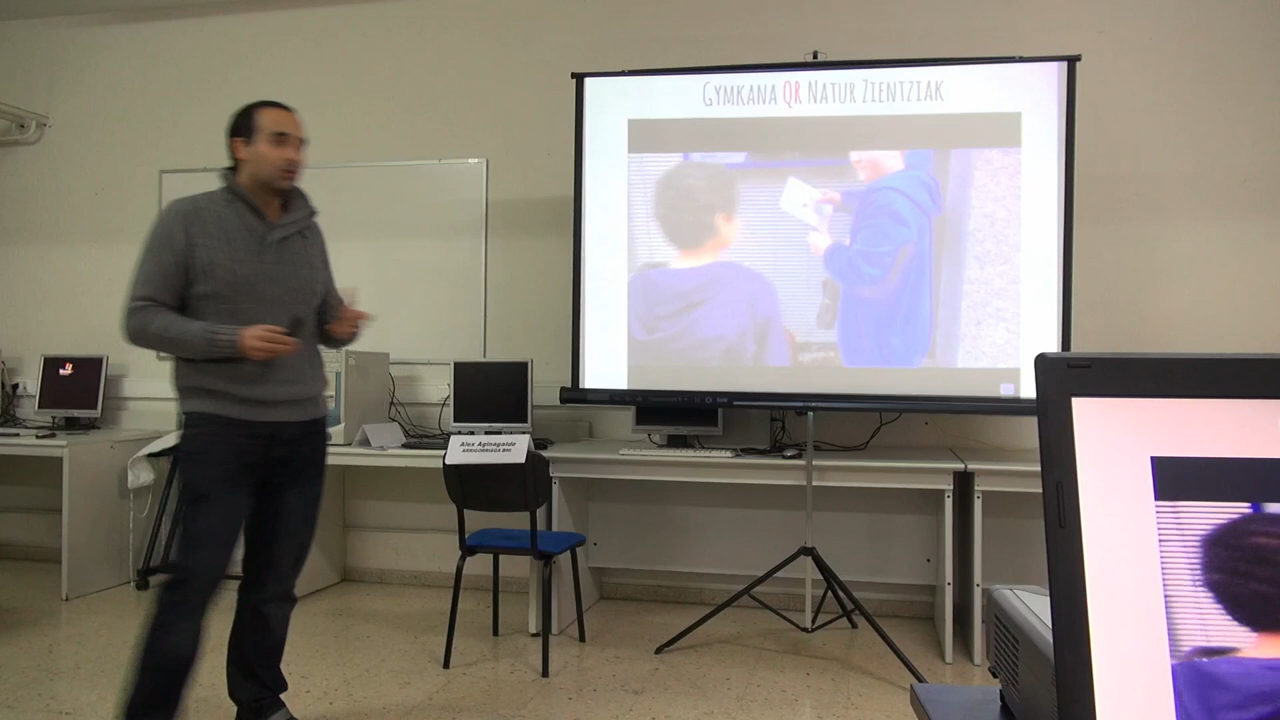 GYMKANA QR NATUR ZIENTZIAK
Alex Aginagalde
ARRIGORRIAGA BHI